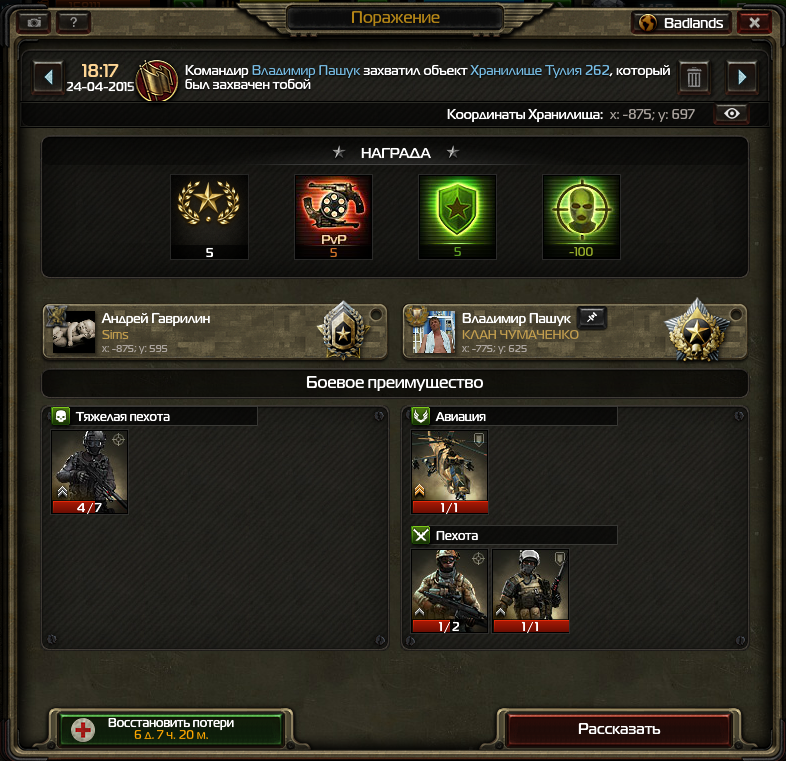 ?
Поражение
Badlands
18:17
24-04-2015
Командир Владимир Пашук захватил объект Хранилище Тулия 262, который
был захвачен тобой
Координаты Хранилища: x: -875; y: 697
НАГРАДА
5
PvP
5
5
-100
Андрей Гаврилин
Sims
x: -875; y: 595
Владимир Пашук
КЛАН ЧУМАЧЕНКО
x: -775; y: 625
Боевое преимущество
Тяжелая пехота
4/7
Авиация
1/1
Пехота
1/2
1/1
Восстановить потери
6 д. 7 ч. 20 м.
Рассказать